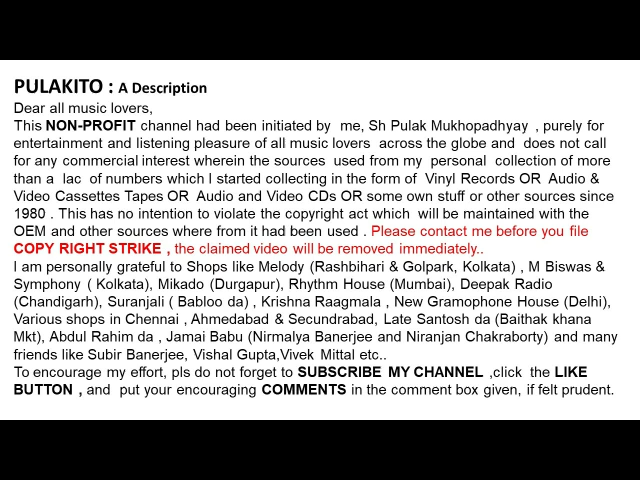 PULAKITO : A Description
Dear all music lovers,
This NON-PROFIT channel had been initiated by me, Sh Pulak Mukhopadhyay , purely for
entertainment and listening pleasure of all music lovers across the globe and does not call
for any commercial interest wherein the sources used from my personal collection of more
than a lac of numbers which I started collecting in the form of Vinyl Records OR Audio &
Video Cassettes Tapes OR Audio and Video CDs OR some own stuff or other sources since
1980 . This has no intention to violate the copyright act which will be maintained with the
OEM and other sources where from it had been used . Please contact me before you file
COPY RIGHT STRIKE , the claimed video will be removed immediately..
I am personally grateful to Shops like Melody (Rashbihari & Golpark, Kolkata) , M Biswas &
Symphony ( Kolkata), Mikado (Durgapur), Rhythm House (Mumbai), Deepak Radio
(Chandigarh), Suranjali ( Babloo da) , Krishna Raagmala , New Gramophone House (Delhi),
Various shops in Chennai , Ahmedabad & Secundrabad, Late Santosh da (Baithak khana
Mkt), Abdul Rahim da , Jamai Babu (Nirmalya Banerjee and Niranjan Chakraborty) and many
friends like Subir Banerjee, Vishal Gupta,Vivek Mittal etc..
To encourage my effort, pls do not forget to SUBSCRIBE MY CHANNEL ,click the LIKE
BUTTON , and put your encouraging COMMENTS in the comment box given, if felt prudent.